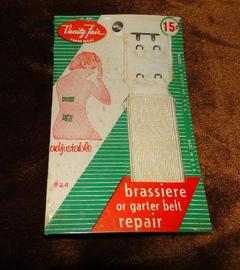 Vanity Fair
15¢
adjustable
#24
brassiere
or garter belt
repair